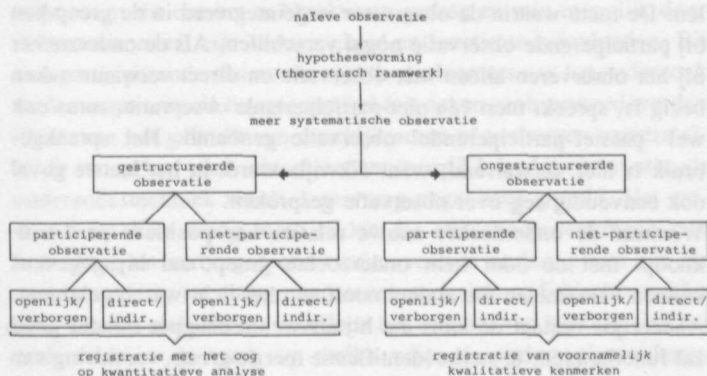 naïeve observatie
hypothesevorming
(theoretisch raamwerk)
meer systematische observatie
gestructureerde
observatie
ongestructureerde
observatie
participerende
observatie
niet-participe-
rende observatie
participerende
observatie
niet-participe-
rende observatie
openlijk/
verborgen
direct/
indir.
openlijk/
verborgen
direct/
indir.
openlijk/
verborgen
direct/
indir.
openlijk/
verborgen
direct/
indir.
registratie met het oog
op kwantitatieve analyse
registratie van voornamelijk
kwalitatieve kenmerken